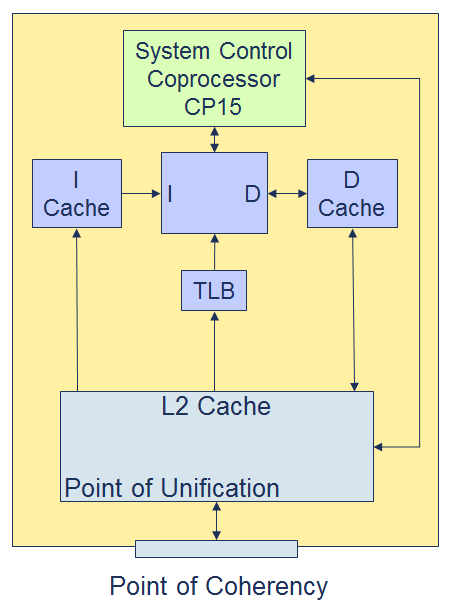 System Control
Coprocessor
CP15
I
Cache
I
D
D
Cache
TLB
L2 Cache
Point of Unification
Point of Coherency